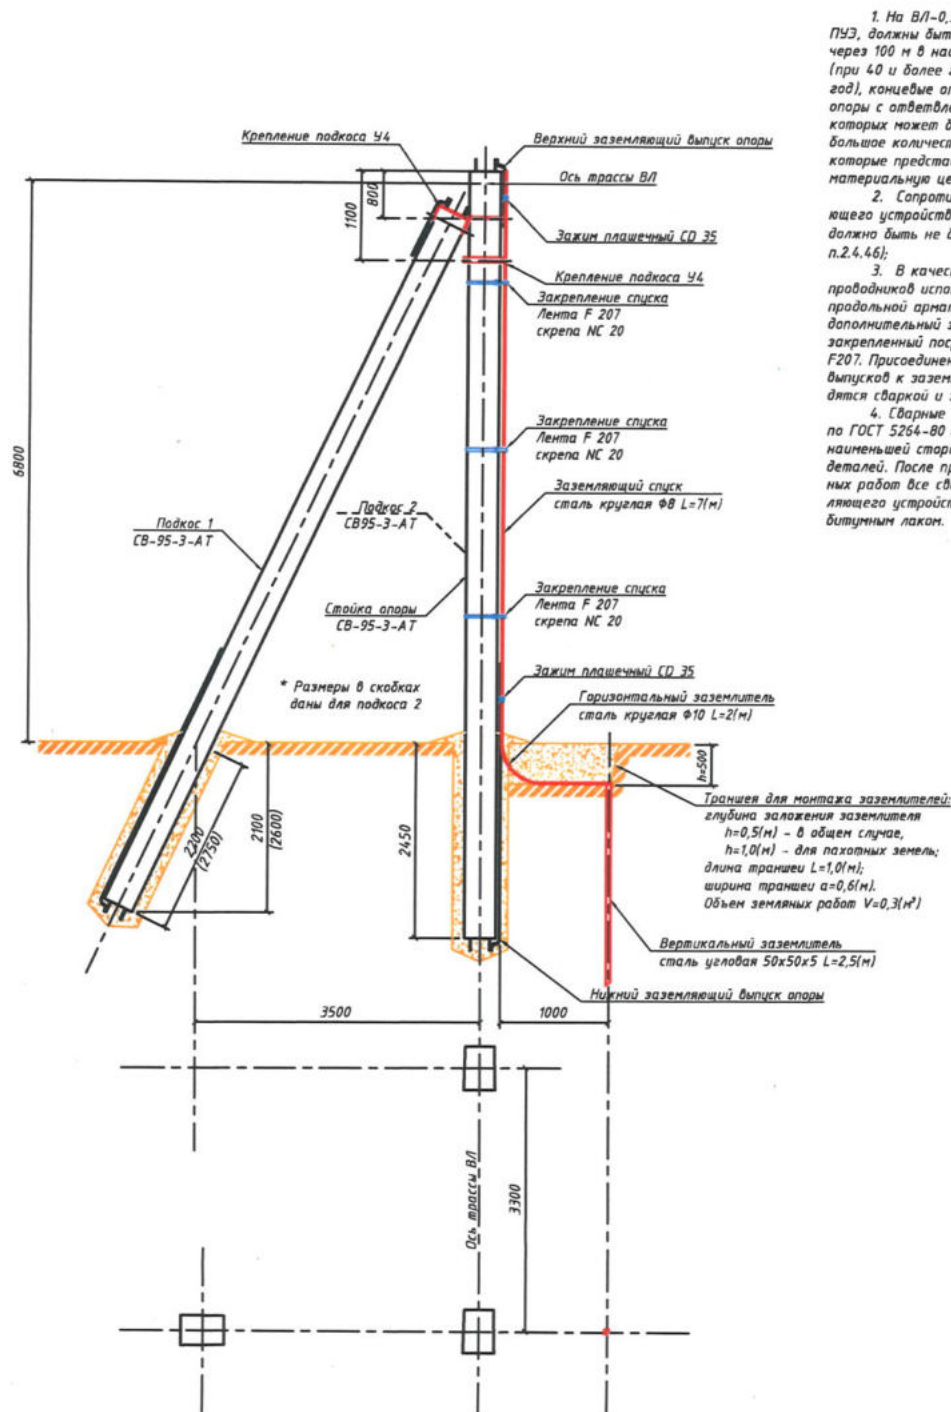 1. На ВЛ-0,
ПУЭ, должны быт
через 100 м в на
(при 40 и более
год), концевые о
опоры с ответвл
которых может
большое количест
которые предста
материальную це
2. Сопроти
ющего устройств
должно быть не
п.2.4.46);
3. В качес
проводников испо
продольной арма
дополнительный
закрепленный пос
F207. Присоединен
выпусков к зазем
дятся сваркой и
4. Сварные
по ГОСТ 5264-80
наименьшей стор
деталей. После п
ных работ все св
ляющего устройст
битумным лаком.
Крепление подкоса У4
Верхний заземляющий выпуск опоры
Ось трассы ВЛ
800
1100
Зажим плашечный CD 35
Крепление подкоса У4
Закрепление спуска
Лента F 207
скрепа NC 20
6800
Закрепление спуска
Лента F 207
скрепа NC 20
Заземляющий спуск
сталь круглая Ф8 L=7(м)
Подкос 1
СВ-95-3-АТ
Подкос 2
СВ95-3-АТ
Стойка опоры
СВ-95-3-АТ
Закрепление спуска
Лента F 207
скрепа NC 20
* Размеры в скобках
даны для подкоса 2
Зажим плашечный CD 35
Горизонтальный заземлитель
сталь круглая Ф10 L=2(м)
h=500
2200
(2750)
2100
(2600)
2450
Траншея для монтажа заземлителей:
глубина заложения заземлителя
h=0,5(м) - в общем случае,
h=1,0(м) - для пахотных земель;
длина траншеи L=1,0(м);
ширина траншеи а=0,6(м).
Объем земляных работ V=0,3(м³)
Вертикальный заземлитель
сталь угловая 50х50х5 L=2,5(м)
Нижний заземляющий выпуск опоры
3500
1000
Ось трассы ВЛ
3300